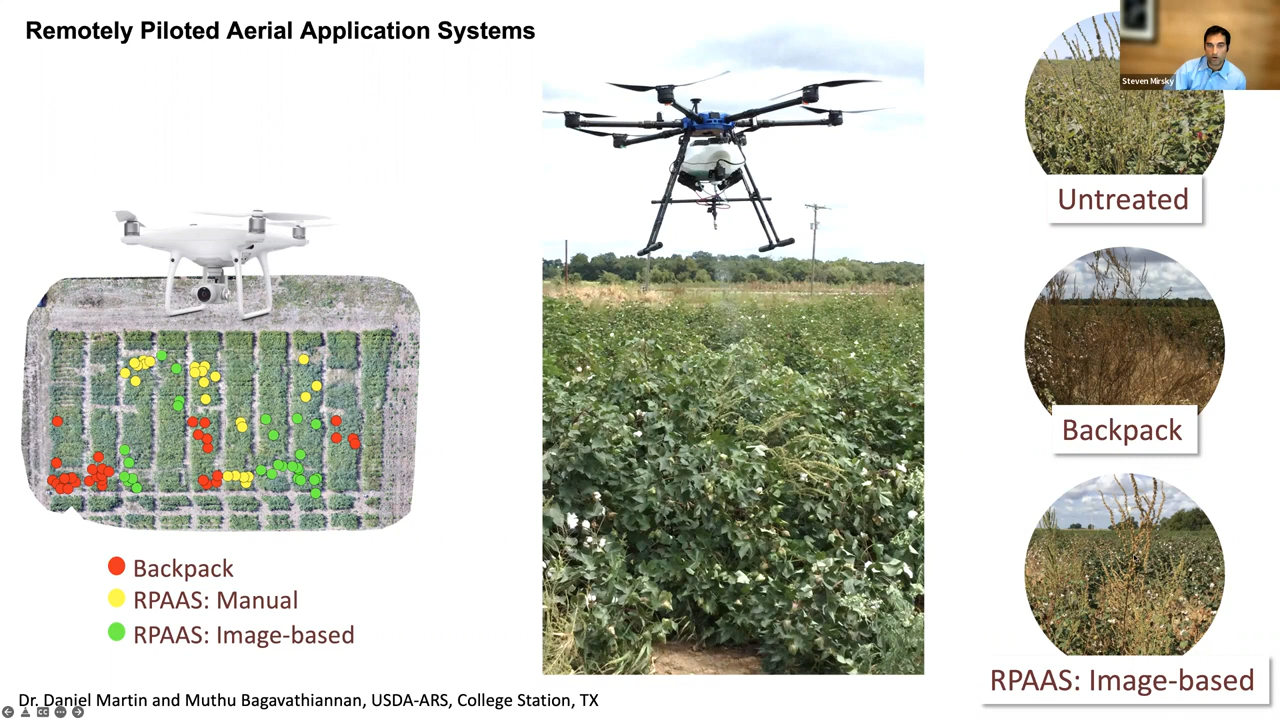 Remotely Piloted Aerial Application Systems
Steven Mirsky
Untreated
Backpack
RPAAS: Image-based
Backpack
RPAAS: Manual
RPAAS: Image-based
Dr. Daniel Martin and Muthu Bagavathiannan, USDA-ARS, College Station, TX
CC